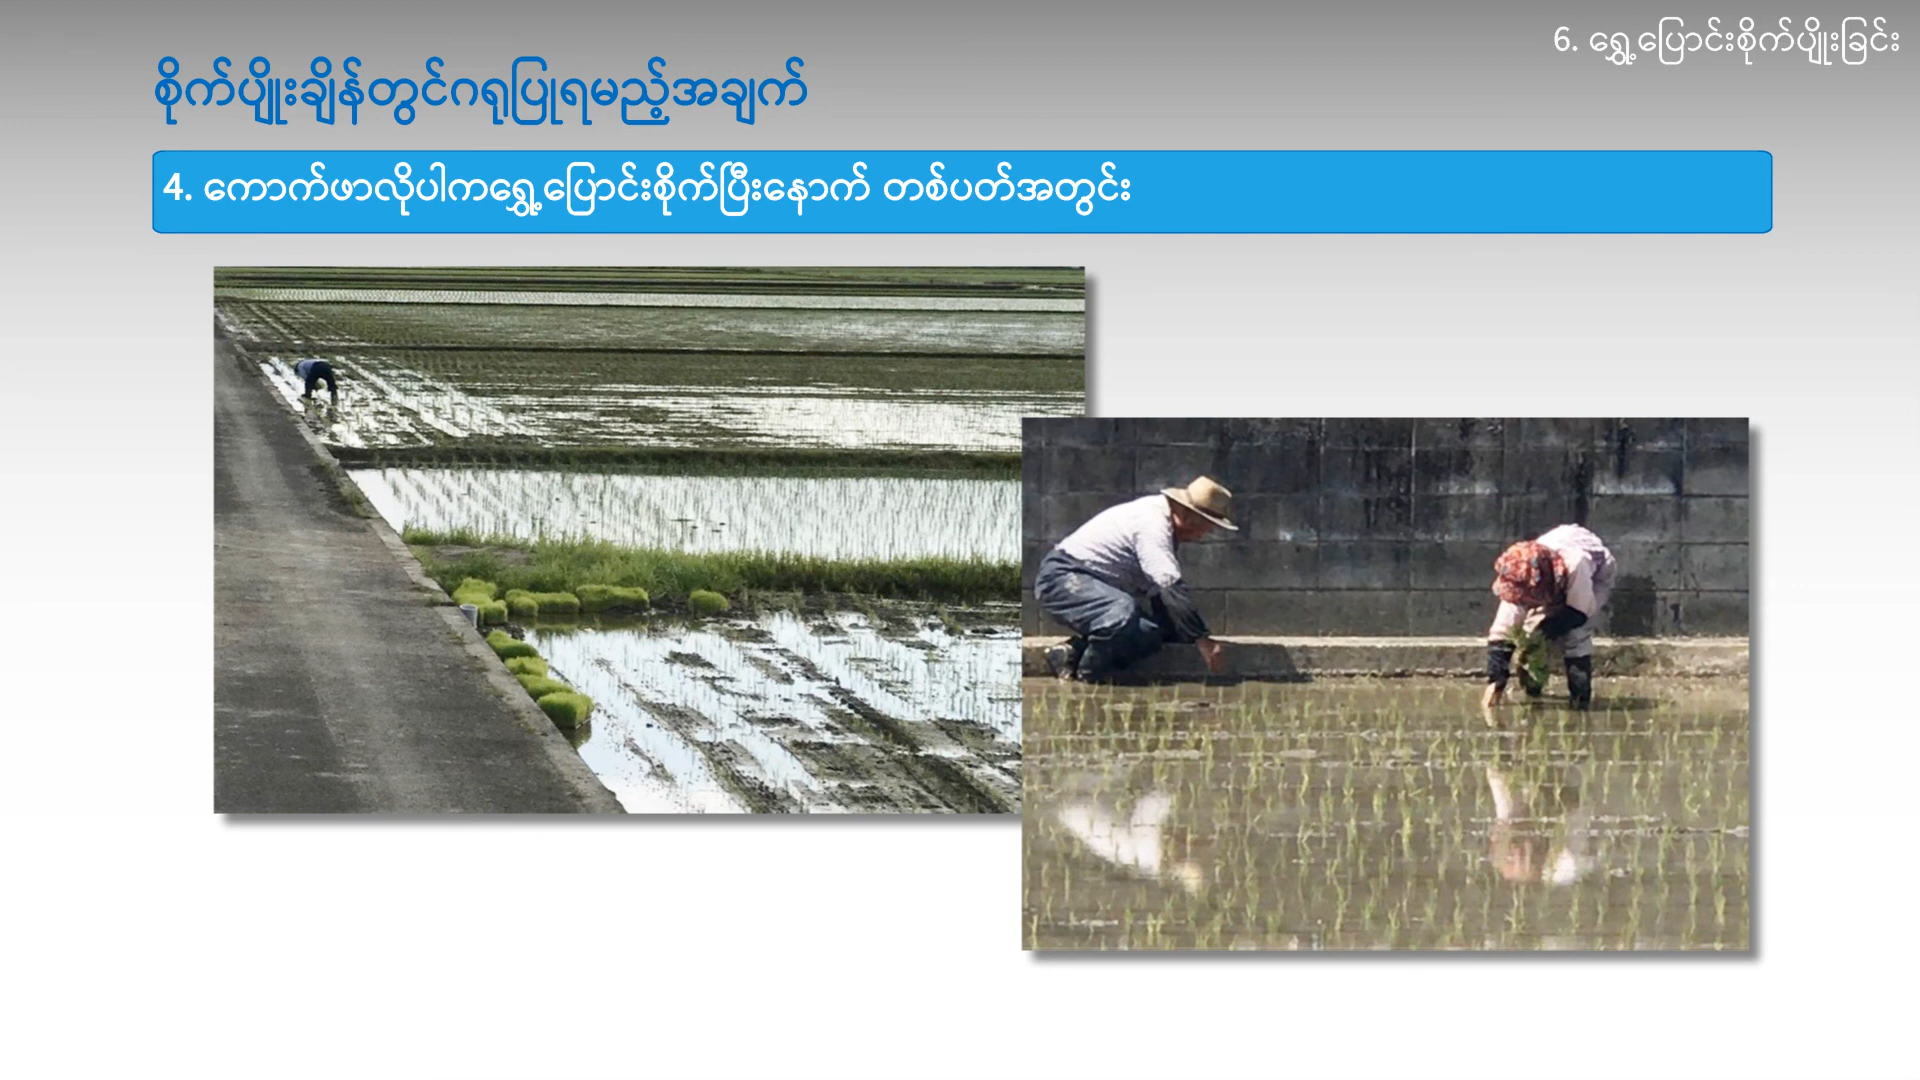 6. ရွှေ့ပြောင်းစိုက်ပျိုးခြင်း
စိုက်ပျိုးချိန်တွင်ဂရုပြုရမည့်အချက်
4. ကောက်ဖာလိုပါကရွှေ့ပြောင်းစိုက်ပြီးနောက် တစ်ပတ်အတွင်း